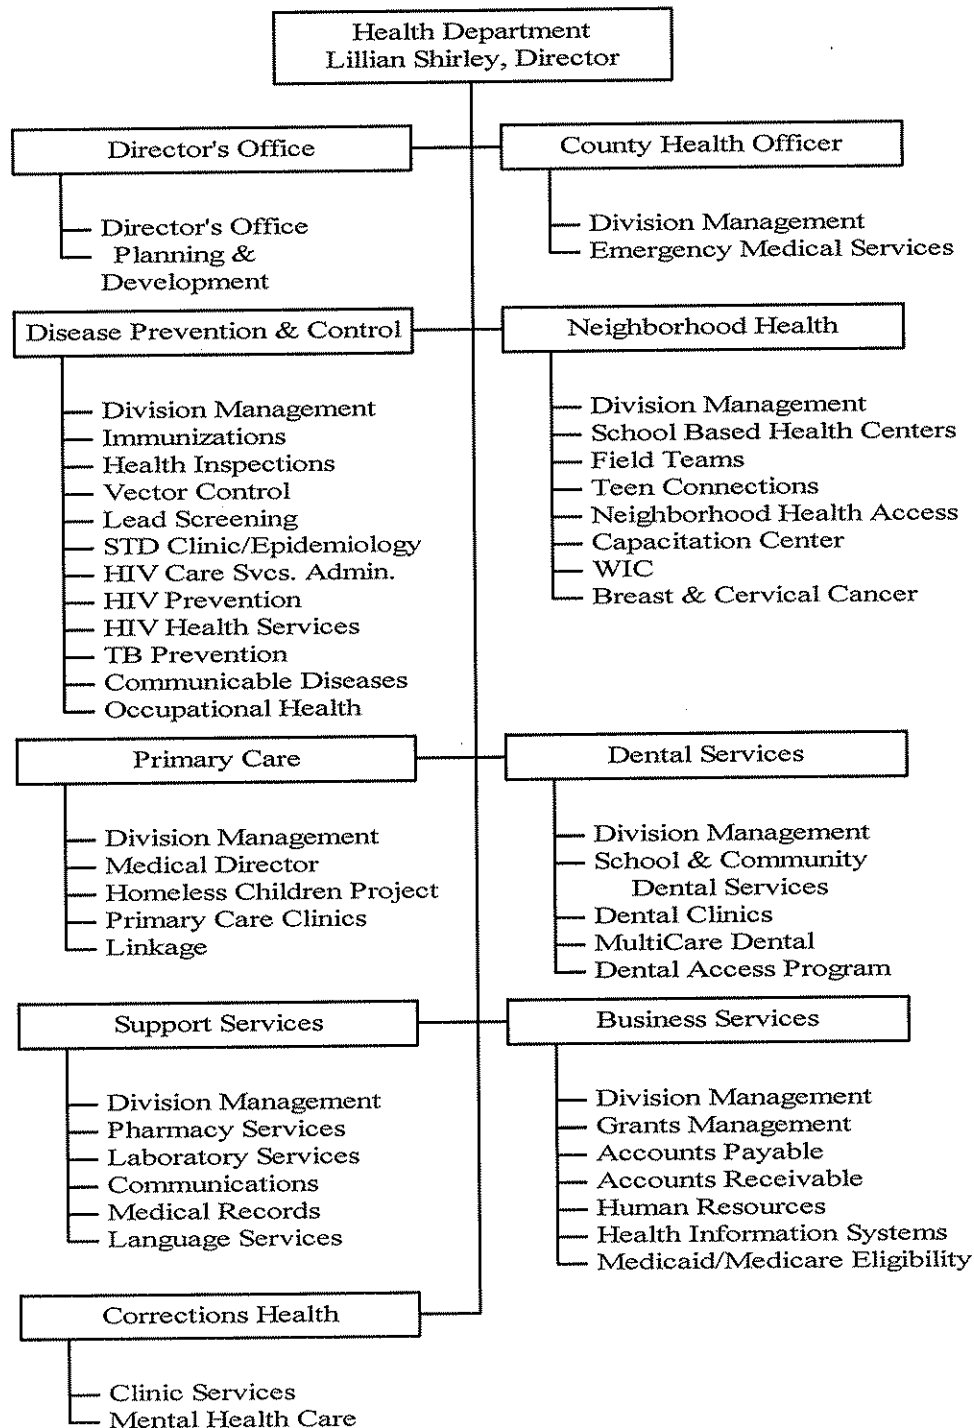 Health Department
Lillian Shirley, Director
Director's Office
Director's Office
Planning &
Development
County Health Officer
Division Management
Emergency Medical Services
Disease Prevention & Control
Division Management
Immunizations
Health Inspections
Vector Control
Lead Screening
STD Clinic/Epidemiology
HIV Care Svcs. Admin.
HIV Prevention
HIV Health Services
TB Prevention
Communicable Diseases
Occupational Health
Neighborhood Health
Division Management
School Based Health Centers
Field Teams
Teen Connections
Neighborhood Health Access
Capacitation Center
WIC
Breast & Cervical Cancer
Primary Care
Division Management
Medical Director
Homeless Children Project
Primary Care Clinics
Linkage
Dental Services
Division Management
School & Community
Dental Services
Dental Clinics
MultiCare Dental
Dental Access Program
Support Services
Division Management
Pharmacy Services
Laboratory Services
Communications
Medical Records
Language Services
Business Services
Division Management
Grants Management
Accounts Payable
Accounts Receivable
Human Resources
Health Information Systems
Medicaid/Medicare Eligibility
Corrections Health
Clinic Services
Mental Health Care